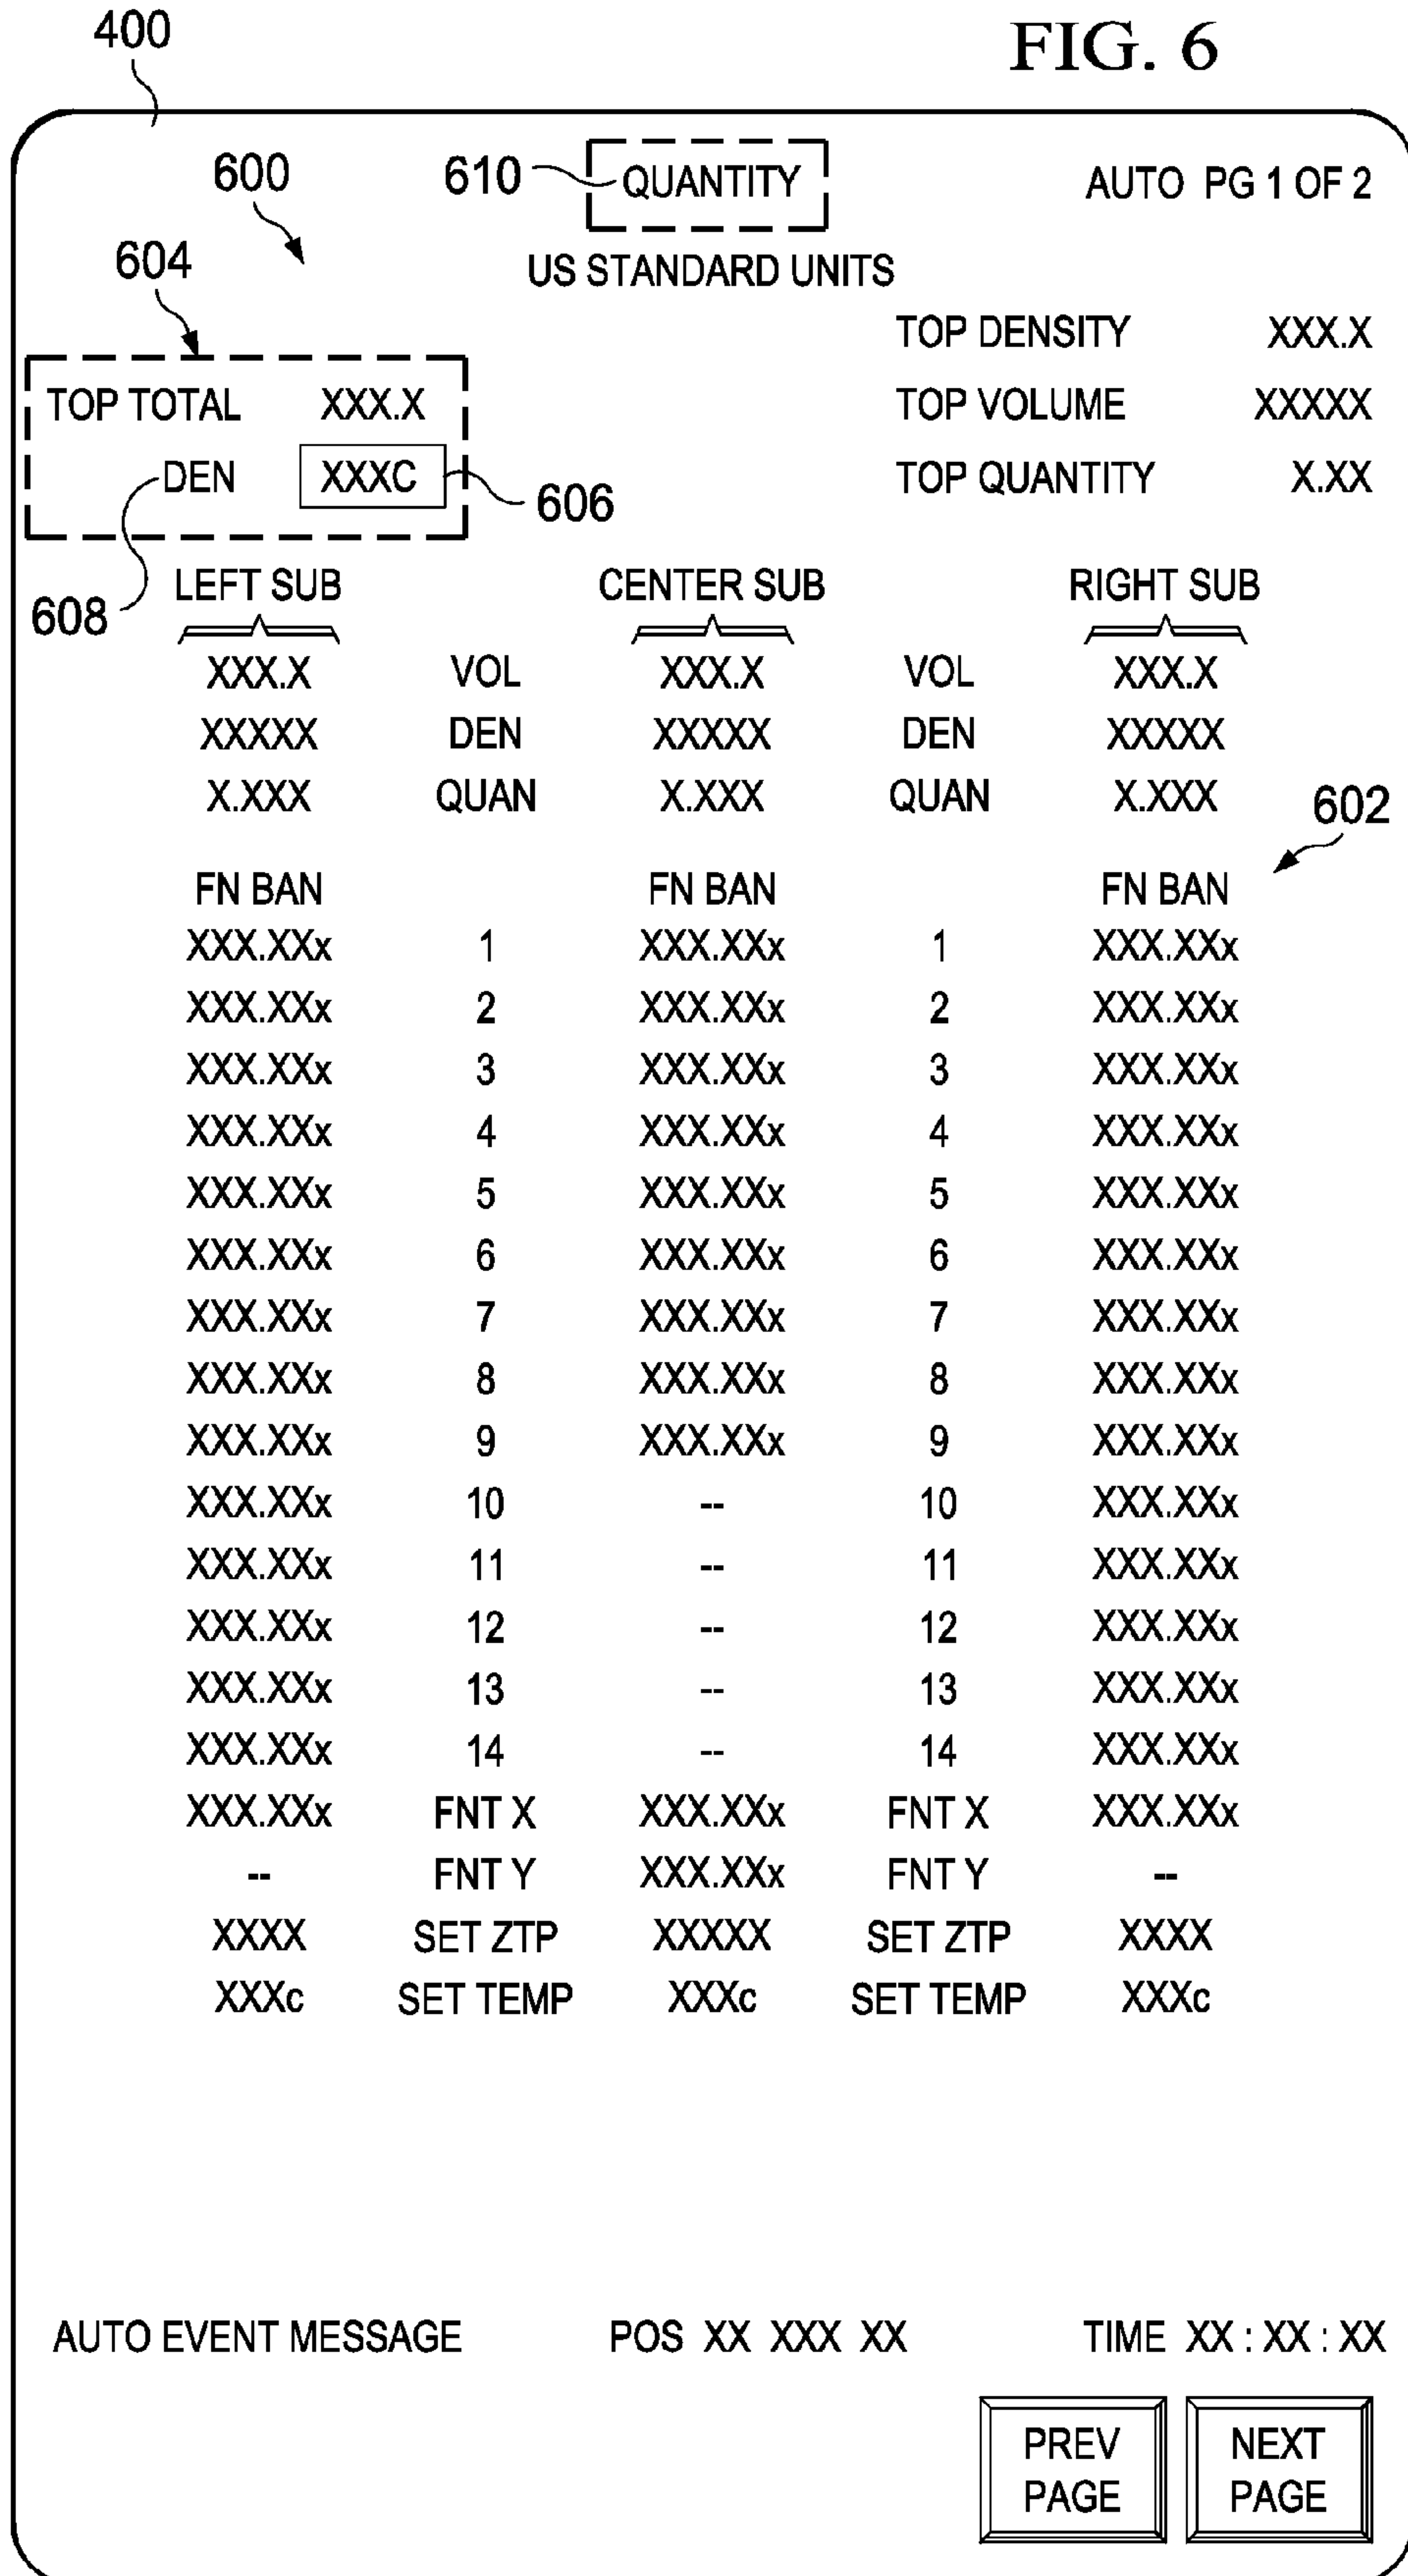 FIG. 6
400
600
610 QUANTITY AUTO PG 1 OF 2
604 US STANDARD UNITS
TOP DENSITY XXX.X
TOP TOTAL XXX.X TOP VOLUME XXXXX
DEN XXXC 606 TOP QUANTITY X.XX
608 LEFT SUB CENTER SUB RIGHT SUB
XXX.X VOL XXX.X VOL XXX.X
XXXXX DEN XXXXX DEN XXXXX
X.XXX QUAN X.XXX QUAN X.XXX
602
FN BAN FN BAN FN BAN
XXX.XXx 1 XXX.XXx 1 XXX.XXx
XXX.XXx 2 XXX.XXx 2 XXX.XXx
XXX.XXx 3 XXX.XXx 3 XXX.XXx
XXX.XXx 4 XXX.XXx 4 XXX.XXx
XXX.XXx 5 XXX.XXx 5 XXX.XXx
XXX.XXx 6 XXX.XXx 6 XXX.XXx
XXX.XXx 7 XXX.XXx 7 XXX.XXx
XXX.XXx 8 XXX.XXx 8 XXX.XXx
XXX.XXx 9 XXX.XXx 9 XXX.XXx
XXX.XXx 10 -- 10 XXX.XXx
XXX.XXx 11 -- 11 XXX.XXx
XXX.XXx 12 -- 12 XXX.XXx
XXX.XXx 13 -- 13 XXX.XXx
XXX.XXx 14 -- 14 XXX.XXx
XXX.XXx FNT X XXX.XXx FNT X XXX.XXx
-- FNT Y XXX.XXx FNT Y --
XXXX SET ZTP XXXXX SET ZTP XXXX
XXXc SET TEMP XXXc SET TEMP XXXc
AUTO EVENT MESSAGE POS XX XXX XX TIME XX : XX : XX
PREV PAGE
NEXT PAGE